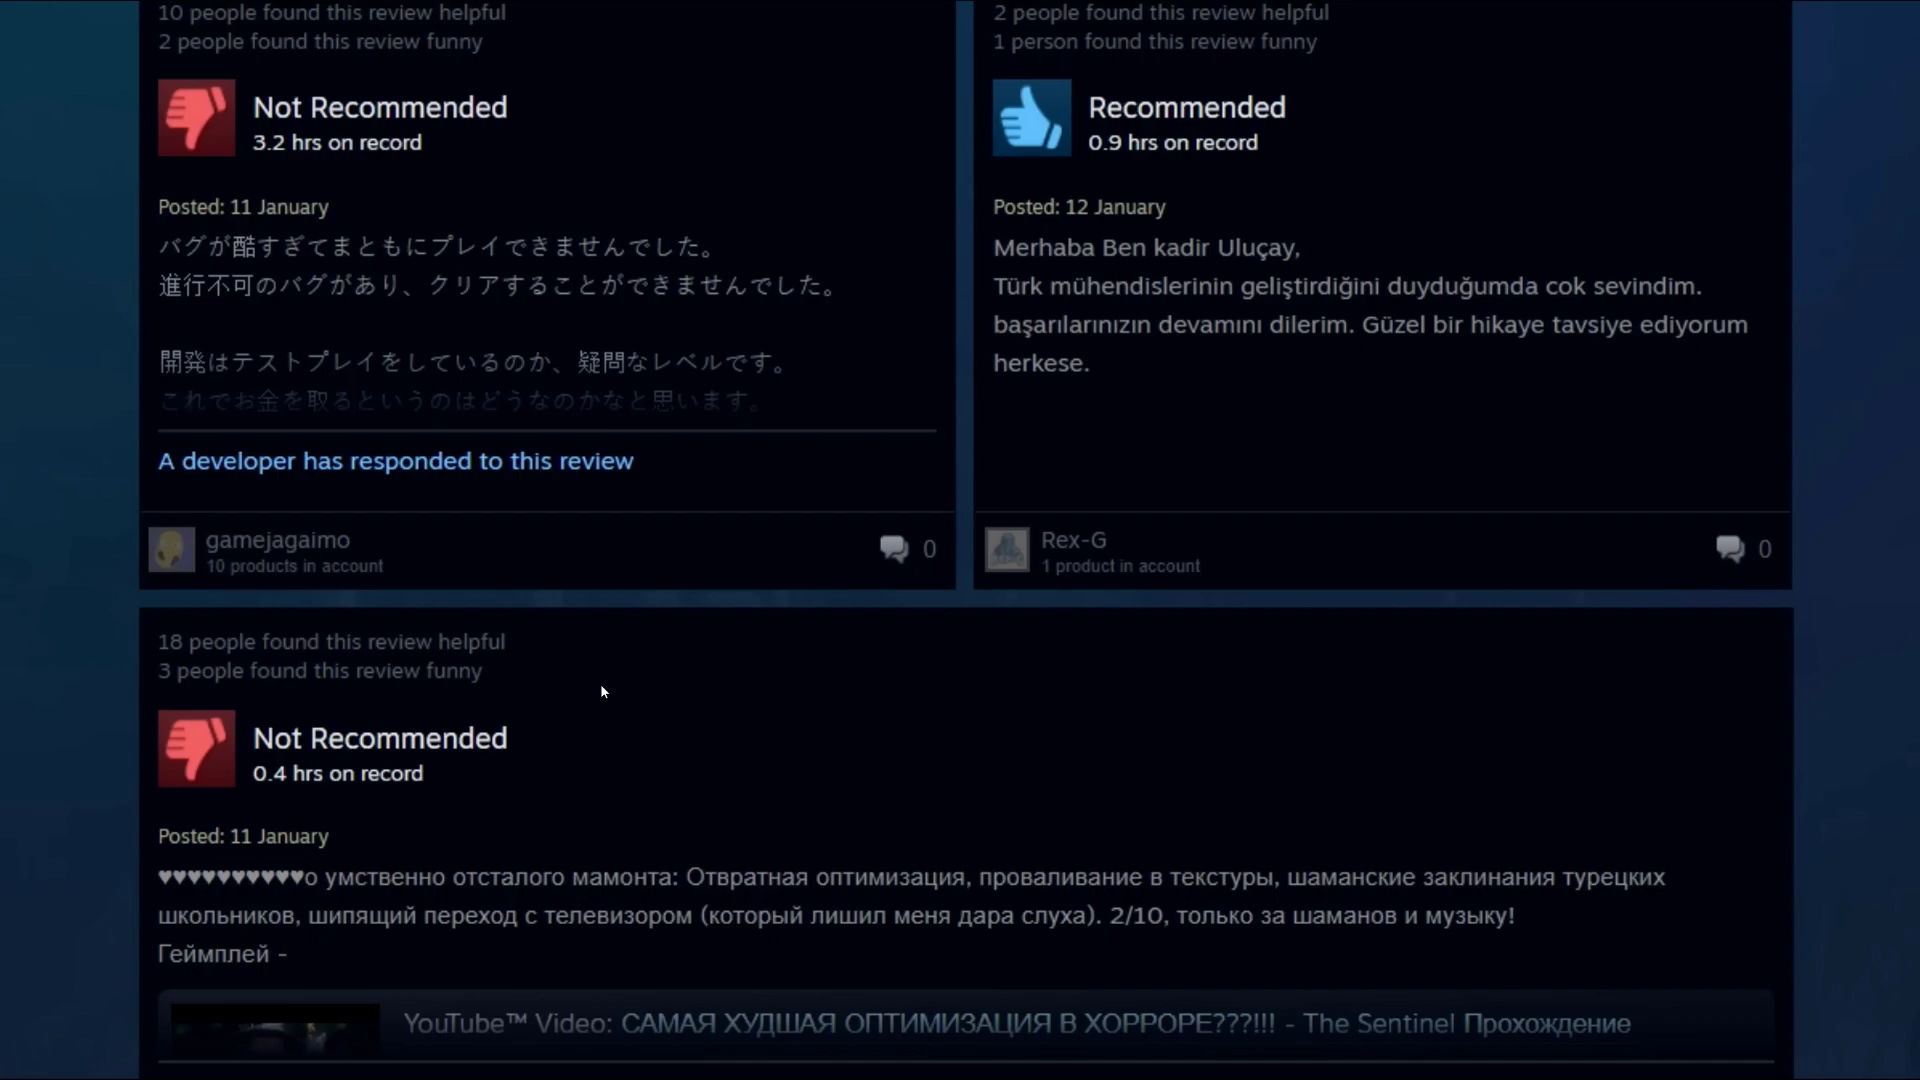 10 people found this review helpful
2 people found this review funny
Not Recommended
3.2 hrs on record
Posted: 11 January
バグが酷すぎてまともにプレイできませんでした。
進行不可のバグがあり、クリアすることができませんでした。
開発はテストプレイをしているのか、疑問なレベルです。
これでお金を取るというのはどうなのかなと思います。
A developer has responded to this review
gamejagaimo
10 products in account
0
2 people found this review helpful
1 person found this review funny
Recommended
0.9 hrs on record
Posted: 12 January
Merhaba Ben kadir Uluçay,
Türk mühendislerinin geliştirdiğini duyduğumda cok sevindim.
başarılarınızın devamını dilerim. Güzel bir hikaye tavsiye ediyorum
herkese.
Rex-G
1 product in account
0
18 people found this review helpful
3 people found this review funny
Not Recommended
0.4 hrs on record
Posted: 11 January
♥♥♥♥♥♥♥♥♥♥о умственно отсталого мамонта: Отвратная оптимизация, проваливание в текстуры, шаманские заклинания турецких
школьников, шипящий переход с телевизором (который лишил меня дара слуха). 2/10, только за шаманов и музыку!
Геймплей -
YouTube™ Video: САМАЯ ХУДШАЯ ОПТИМИЗАЦИЯ В ХОРРОРЕ???!!! - The Sentinel Прохождение